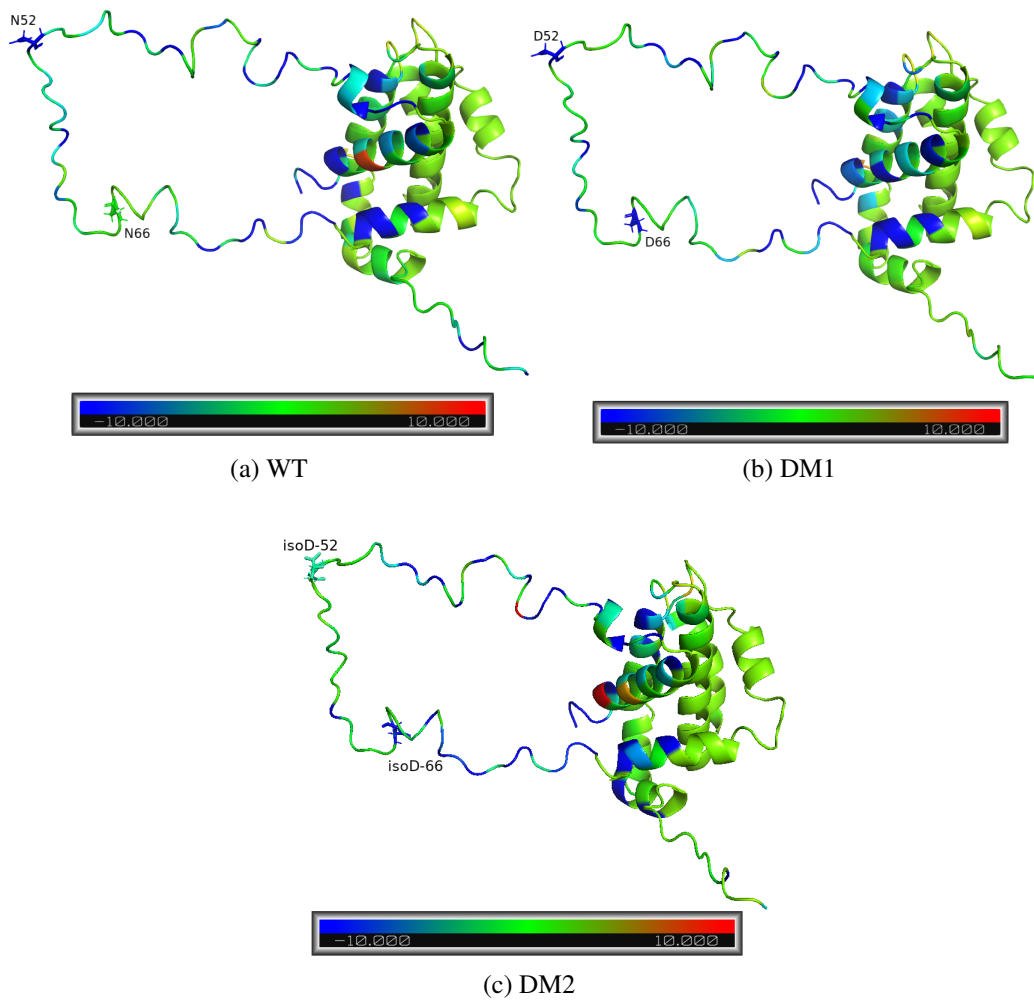 N52
N66
−10.000 10.000
(a) WT
D52
D66
−10.000 10.000
(b) DM1
isoD-52
isoD-66
−10.000 10.000
(c) DM2